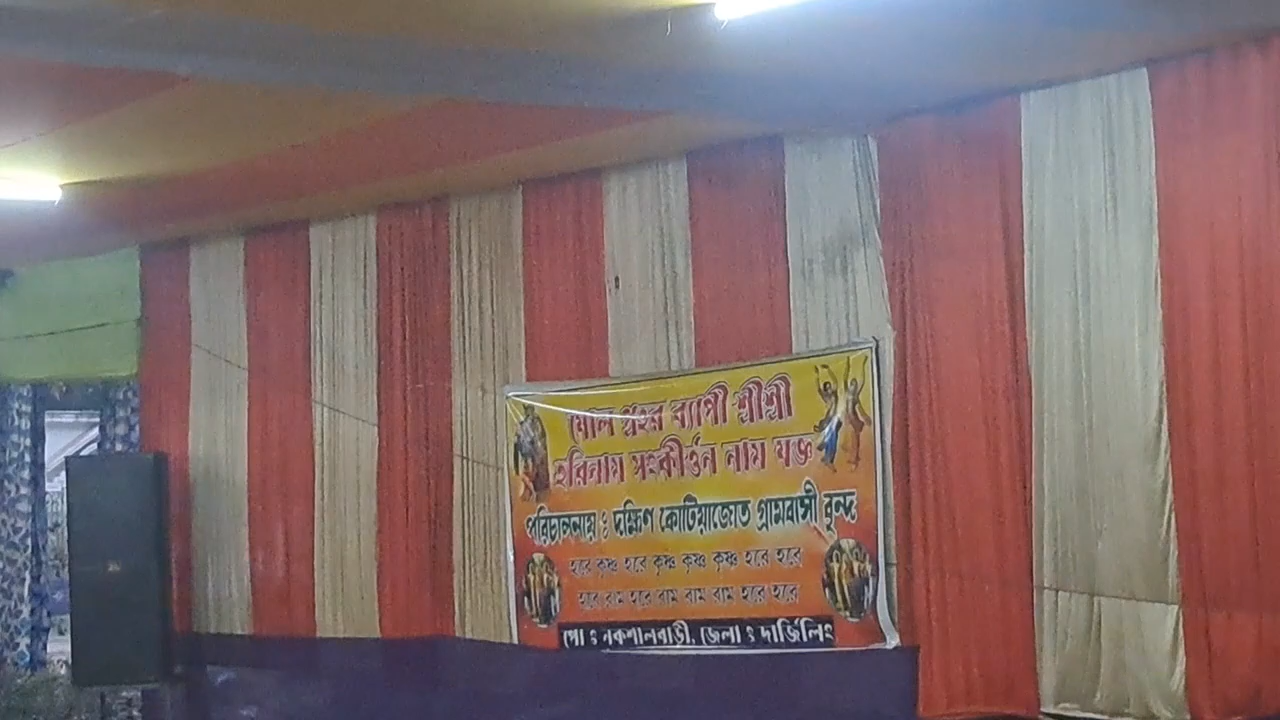 ষোল প্রহর ব্যাপী শ্রীশ্রী
হরিনাম সংকীর্ত্তন নাম যজ্ঞ
পরিচালনায় ঃ দক্ষিণ কোটিয়াজোত গ্রামবাসী বৃন্দ
হরে কৃষ্ণ হরে কৃষ্ণ কৃষ্ণ কৃষ্ণ হরে হরে
হরে রাম হরে রাম রাম রাম হরে হরে
পো ঃ নকশালবাড়ী, জেলা ঃ দার্জিলিং